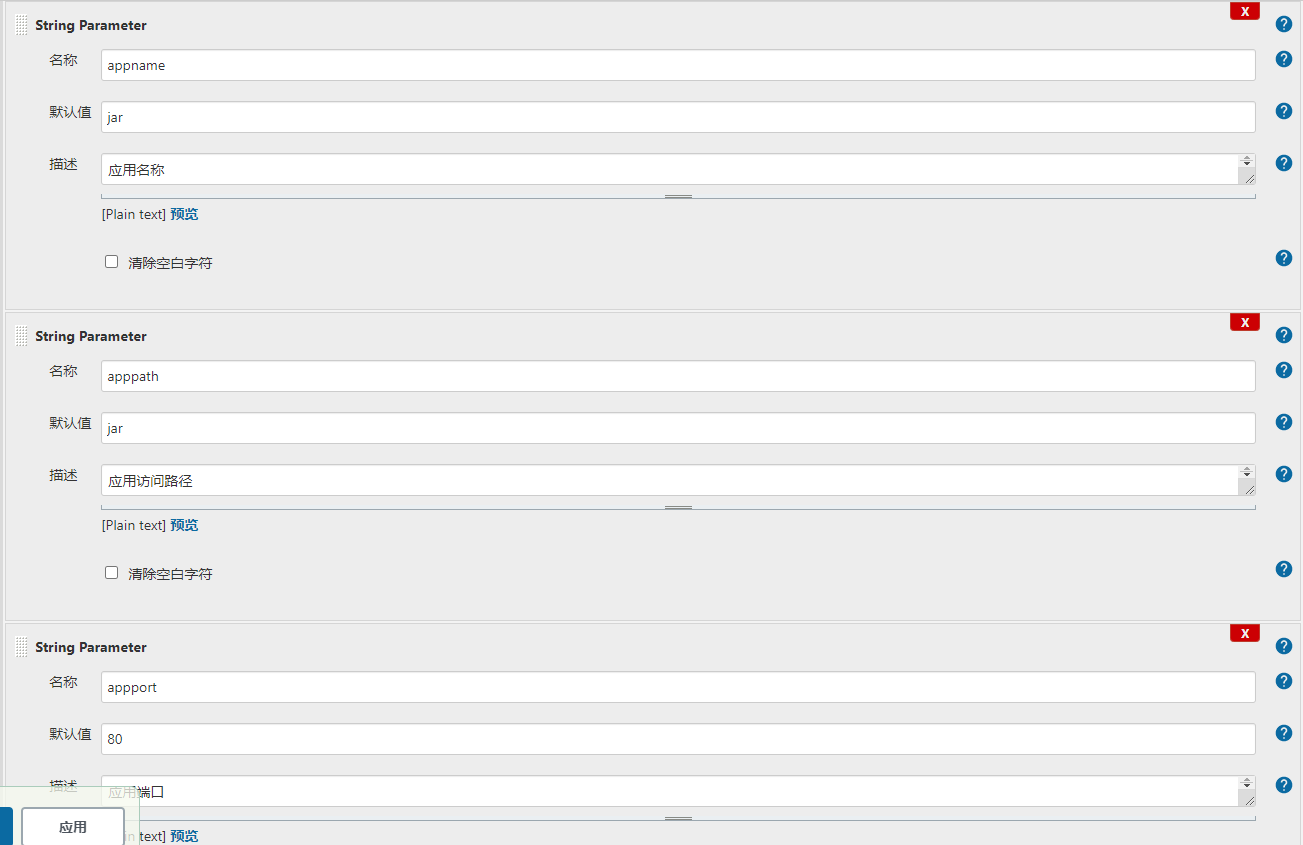 String Parameter
X
?
名称
appname
?
默认值
jar
?
描述
应用名称
?
[Plain text] 预览
清除空白字符
?
String Parameter
X
?
名称
apppath
?
默认值
jar
?
描述
应用访问路径
?
[Plain text] 预览
清除空白字符
?
String Parameter
X
?
名称
appport
?
默认值
80
?
描述
应用端口
?
应用
in text] 预览